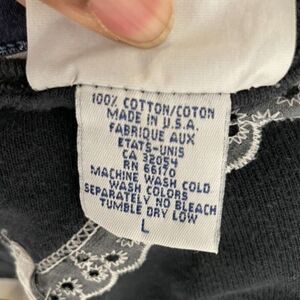 100% COTTON/COTON
MADE IN U.S.A.
FABRIQUE AUX
ETATS-UNIS
CA 32054
RN 66170
MACHINE WASH COLD
WASH COLORS
SEPARATELY NO BLEACH
TUMBLE DRY LOW
L